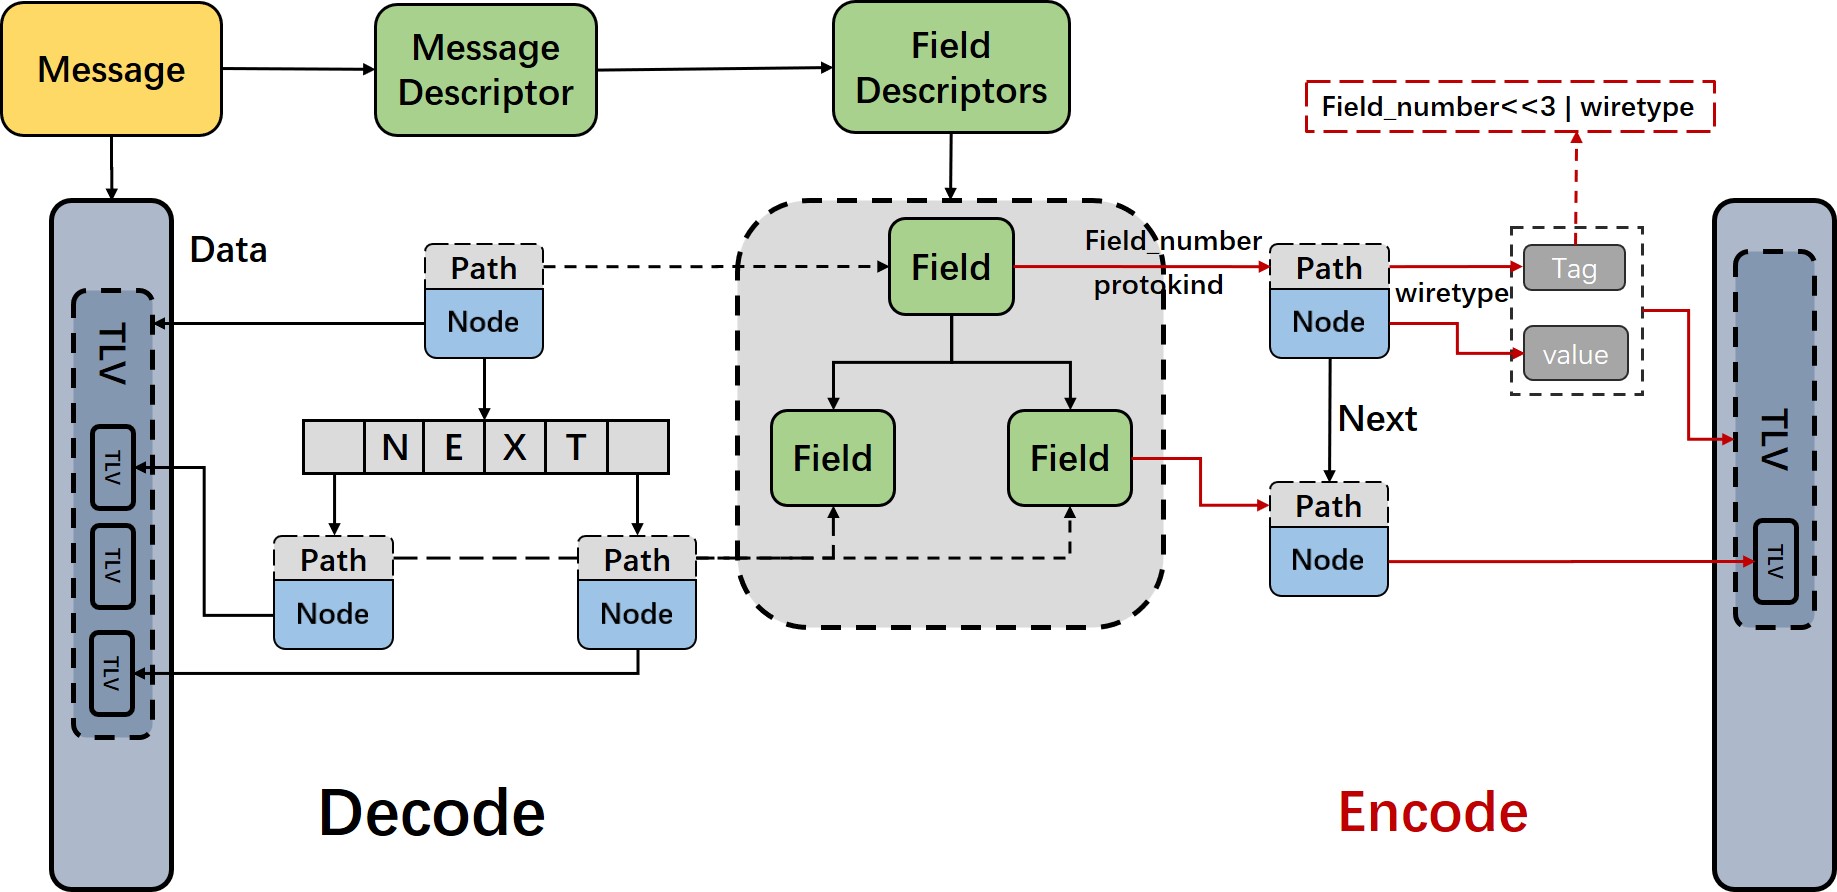 Message
Message
Descriptor
Field
Descriptors
Field_number<<3 | wiretype
Data
Path
Node
Field
Field_number
protokind
Path
Node
wiretype
Tag
value
TLV
TLV
TLV
TLV
N E X T
Path
Node
Path
Node
Field
Field
Next
Path
Node
TLV
TLV
Decode
Encode